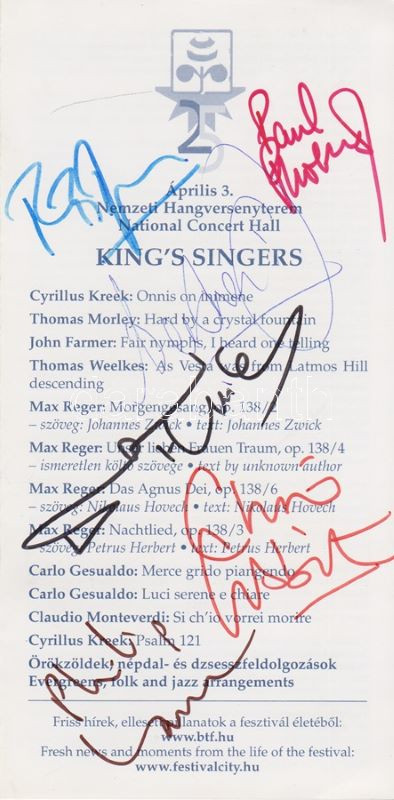 25
Paul Phoenix
Április 3.
Nemzeti Hangversenyterem
National Concert Hall
KING'S SINGERS
Cyrillus Kreek: Onnis on inimene
Thomas Morley: Hard by a crystal fountain
John Farmer: Fair nymphs, I heard one telling
Thomas Weelkes: As Vesta was from Latmos Hill
descending
Max Reger: Morgengesang, op. 138/2
– szöveg: Johannes Zwick • text: Johannes Zwick
Max Reger: Unser lieben Frauen Traum, op. 138/4
– ismeretlen költő szövege • text by unknown author
Max Reger: Das Agnus Dei, op. 138/6
– szöveg: Nikolaus Hovech • text: Nikolaus Hovech
Max Reger: Nachtlied, op. 138/3
– szöveg: Petrus Herbert • text: Petrus Herbert
Chris Gabbitas
Carlo Gesualdo: Merce grido piangendo
Carlo Gesualdo: Luci serene e chiare
Claudio Monteverdi: Si ch'io vorrei morire
Cyrillus Kreek: Psalm 121
Philip
Örökzöldek, népdal- és dzsesszfeldolgozások
Evergreens, folk and jazz arrangements
Friss hírek, ellesett pillanatok a fesztivál életéből:
www.btf.hu
Fresh news and moments from the life of the festival:
www.festivalcity.hu